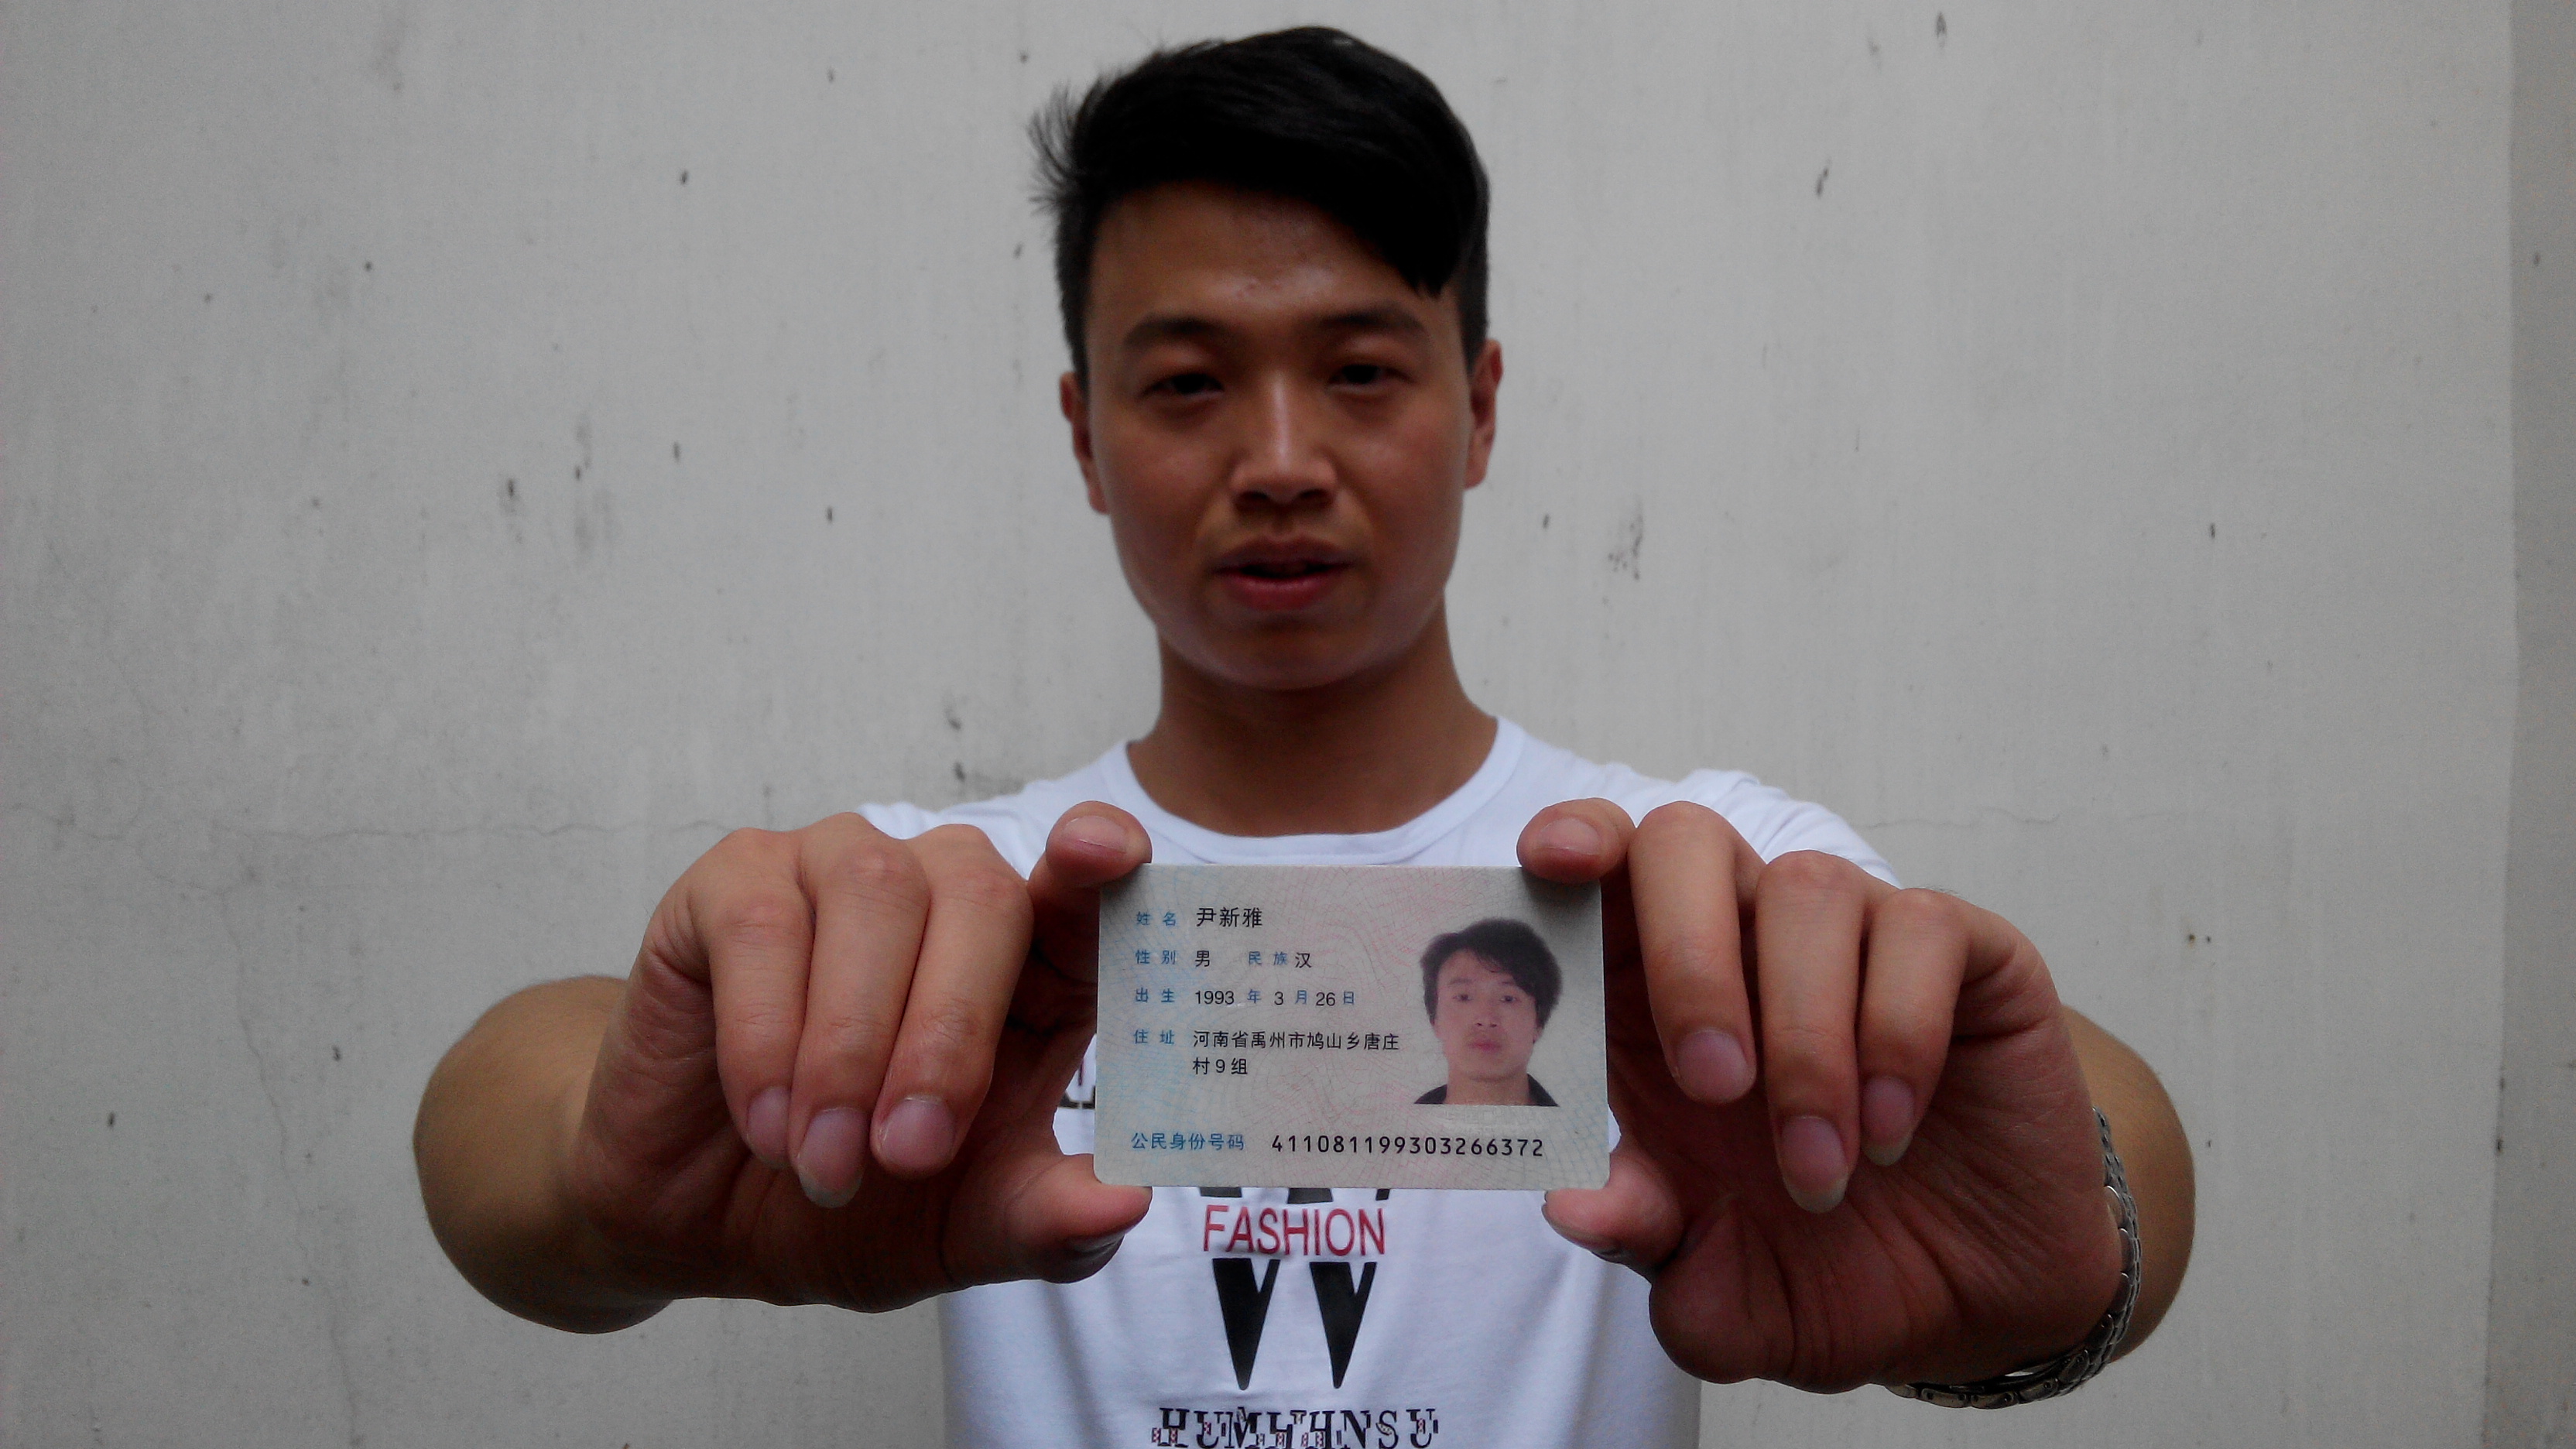 姓名 尹新雅
性别 男 民族 汉
出生 1993 年 3 月 26 日
住址 河南省禹州市鸠山乡唐庄
村9组
公民身份号码 411081199303266372
FASHION